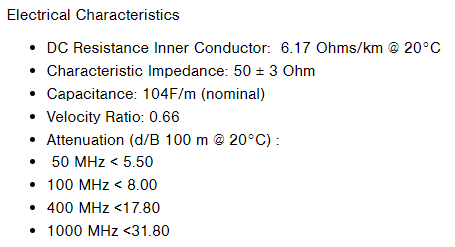 Electrical Characteristics
• DC Resistance Inner Conductor:  6.17 Ohms/km @ 20°C
• Characteristic Impedance: 50 ± 3 Ohm
• Capacitance: 104F/m (nominal)
• Velocity Ratio: 0.66
• Attenuation (d/B 100 m @ 20°C) :
•  50 MHz < 5.50
• 100 MHz < 8.00
• 400 MHz <17.80
• 1000 MHz <31.80